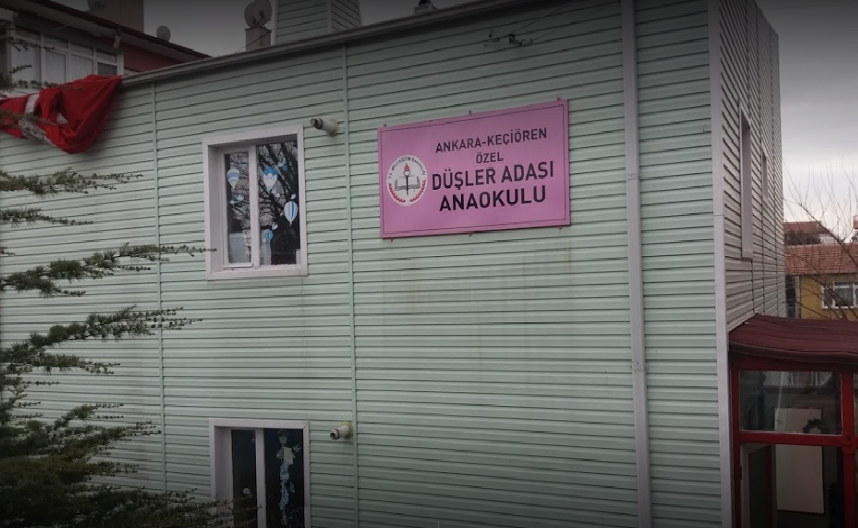 ANKARA-KEÇİÖREN
ÖZEL
DÜŞLER ADASI
ANAOKULU